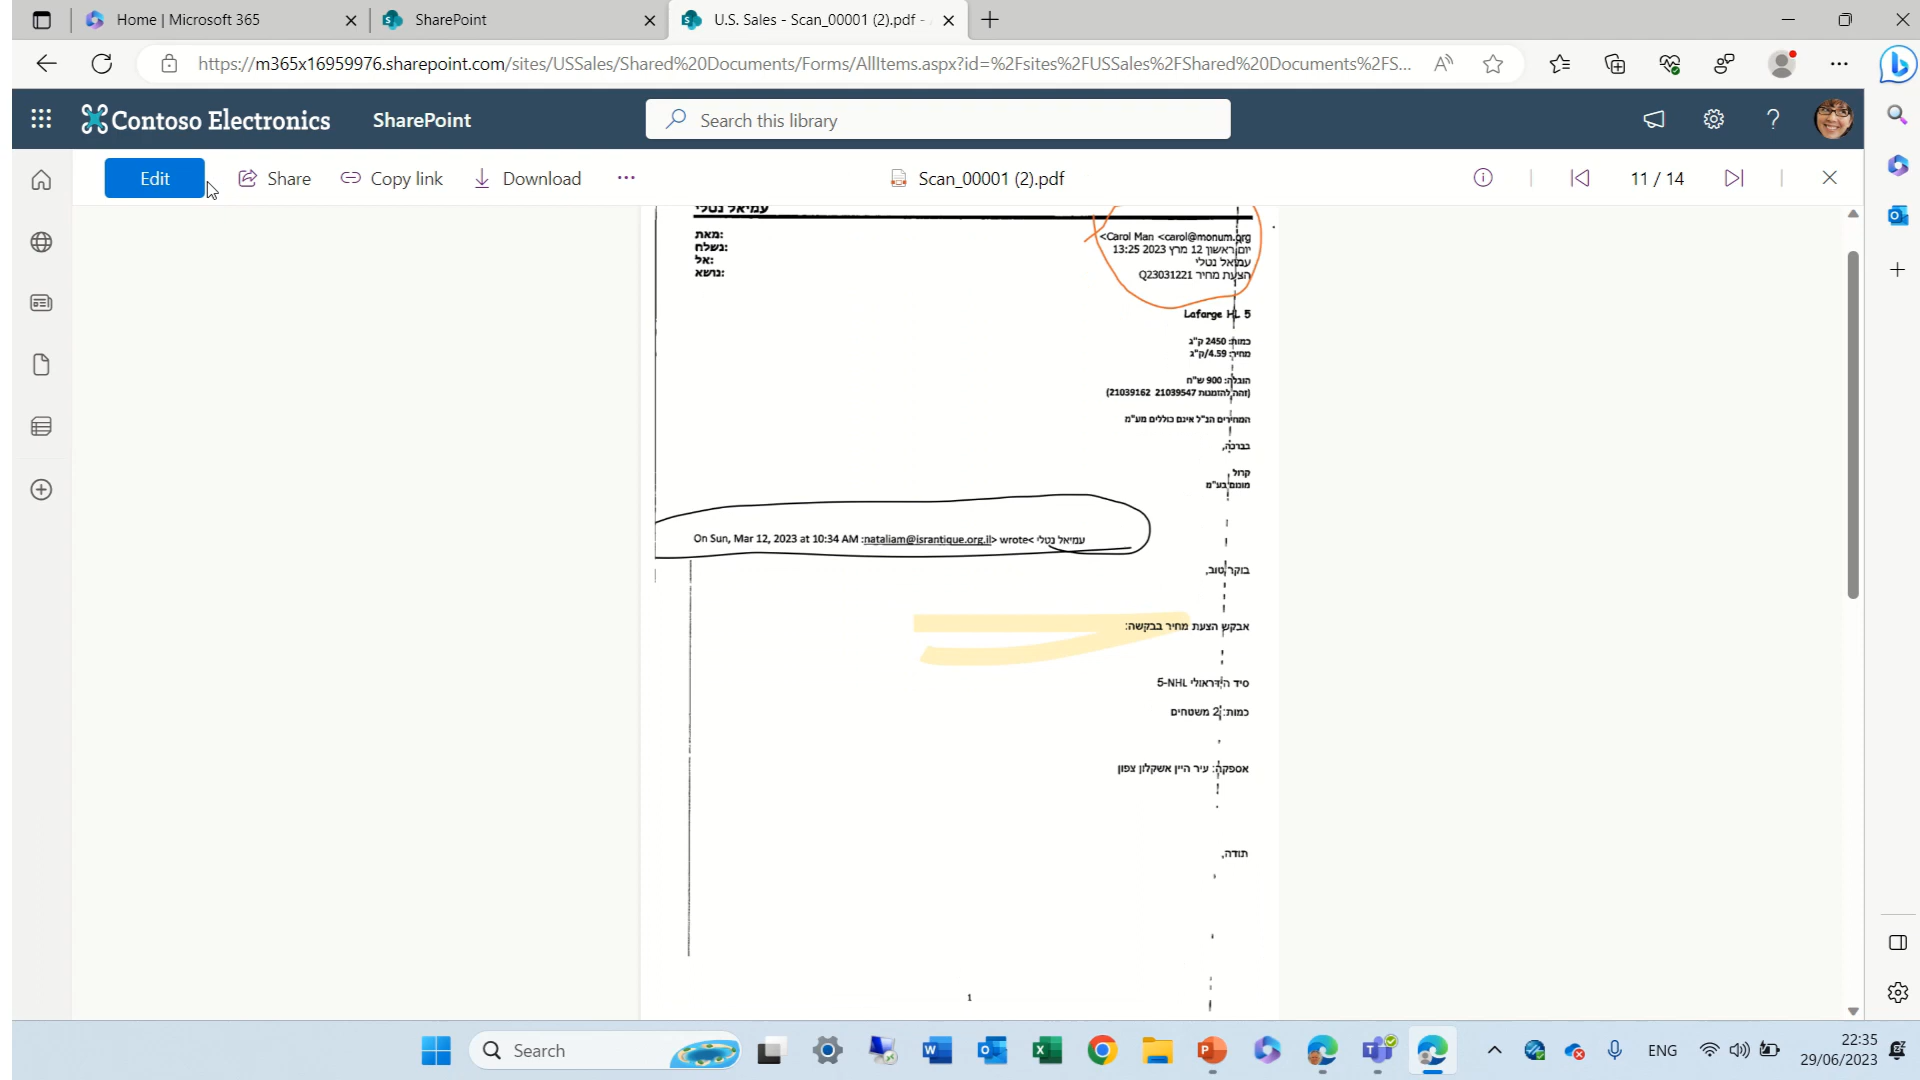 Home | Microsoft 365
SharePoint
U.S. Sales - Scan_00001 (2).pdf -
https://m365x16959976.sharepoint.com/sites/USSales/Shared%20Documents/Forms/AllItems.aspx?id=%2Fsites%2FUSSales%2FShared%20Documents%2FS...
Contoso Electronics
SharePoint
Search this library
Edit
Share
Copy link
Download
Scan_00001 (2).pdf
11 / 14
עמיאל נטלי
מאת:
נשלח:
אל:
נושא:
<Carol Man <carol@monum.org
יום ראשון 12 מרץ 2023 13:25
עמיאל נטלי
הצעת מחיר Q23031221
Lafarge HL 5
כמות: 2450 ק"ג
מחיר: 4.59/ק"ג
הובלה: 900 ש"ח
(זהה להזמנות 21039547 21039162)
המחירים הנ"ל אינם כוללים מע"מ
בברכה,
קרול
מונום בע"מ
On Sun, Mar 12, 2023 at 10:34 AM :nataliam@israntique.org.il> wrote< עמיאל נטלי
בוקר טוב,
אבקש הצעת מחיר בבקשה:
סיד הידראולי 5-NHL
כמות: 2 משטחים
אספקה: עיר היין אשקלון צפון
תודה,
1
Search
ENG
22:35
29/06/2023